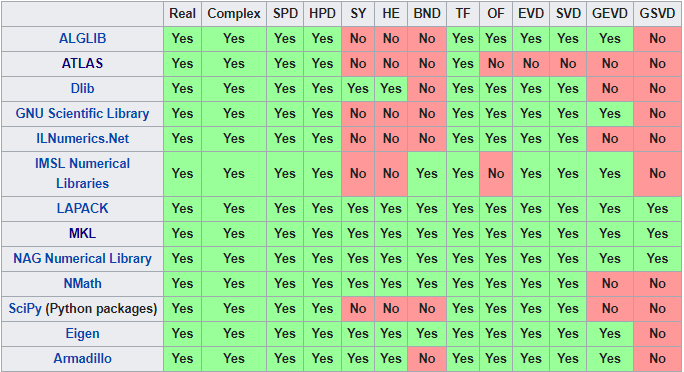 Real Complex SPD HPD SY HE BND TF OF EVD SVD GEVD GSVD
ALGLIB Yes Yes Yes Yes No No No Yes Yes Yes Yes Yes No
ATLAS Yes Yes Yes Yes No No No Yes No No No No No
Dlib Yes Yes Yes Yes Yes Yes No Yes Yes Yes Yes No No
GNU Scientific Library Yes Yes Yes Yes No No No Yes Yes Yes Yes Yes No
ILNumerics.Net Yes Yes Yes Yes No No No Yes Yes Yes Yes No No
IMSL Numerical
Libraries Yes Yes Yes Yes No No Yes Yes No Yes Yes Yes No
LAPACK Yes Yes Yes Yes Yes Yes Yes Yes Yes Yes Yes Yes Yes
MKL Yes Yes Yes Yes Yes Yes Yes Yes Yes Yes Yes Yes Yes
NAG Numerical Library Yes Yes Yes Yes Yes Yes Yes Yes Yes Yes Yes Yes Yes
NMath Yes Yes Yes Yes Yes Yes Yes Yes Yes Yes Yes No No
SciPy (Python packages) Yes Yes Yes Yes No No No Yes Yes Yes Yes No No
Eigen Yes Yes Yes Yes Yes Yes Yes Yes Yes Yes Yes Yes No
Armadillo Yes Yes Yes Yes Yes Yes No Yes Yes Yes Yes Yes No